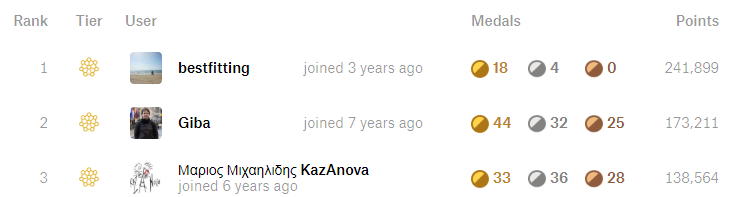 Rank Tier User Medals Points
1 bestfitting joined 3 years ago 18 4 0 241,899
2 Giba joined 7 years ago 44 32 25 173,211
Μαριος Μιχαηλιδης KazAnova
3 33 36 28 138,564
joined 6 years ago